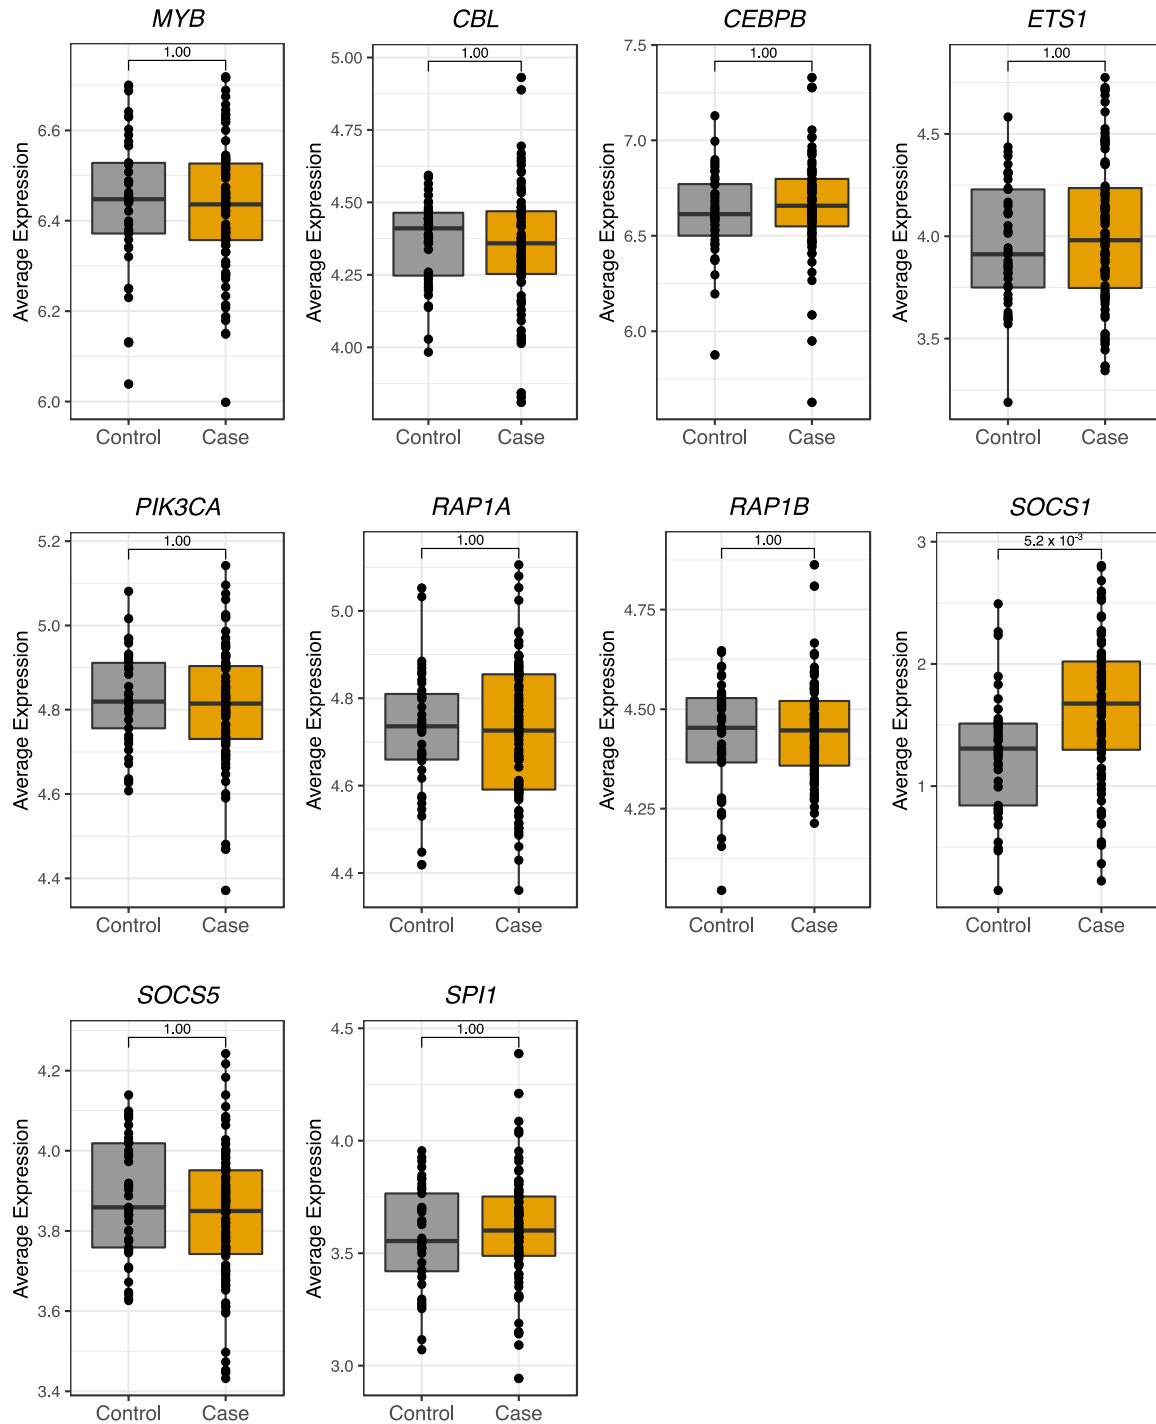 MYB
1.00
Average Expression
6.6
6.4
6.2
6.0
Control Case
CBL
1.00
Average Expression
5.00
4.75
4.50
4.25
4.00
Control Case
CEBPB
1.00
Average Expression
7.5
7.0
6.5
6.0
Control Case
ETS1
1.00
Average Expression
4.5
4.0
3.5
Control Case
PIK3CA
1.00
Average Expression
5.2
5.0
4.8
4.6
4.4
Control Case
RAP1A
1.00
Average Expression
5.0
4.8
4.6
4.4
Control Case
RAP1B
1.00
Average Expression
4.75
4.50
4.25
Control Case
SOCS1
5.2 x 10⁻³
Average Expression
3
2
1
Control Case
SOCS5
1.00
Average Expression
4.2
4.0
3.8
3.6
3.4
Control Case
SPI1
1.00
Average Expression
4.5
4.0
3.5
3.0
Control Case